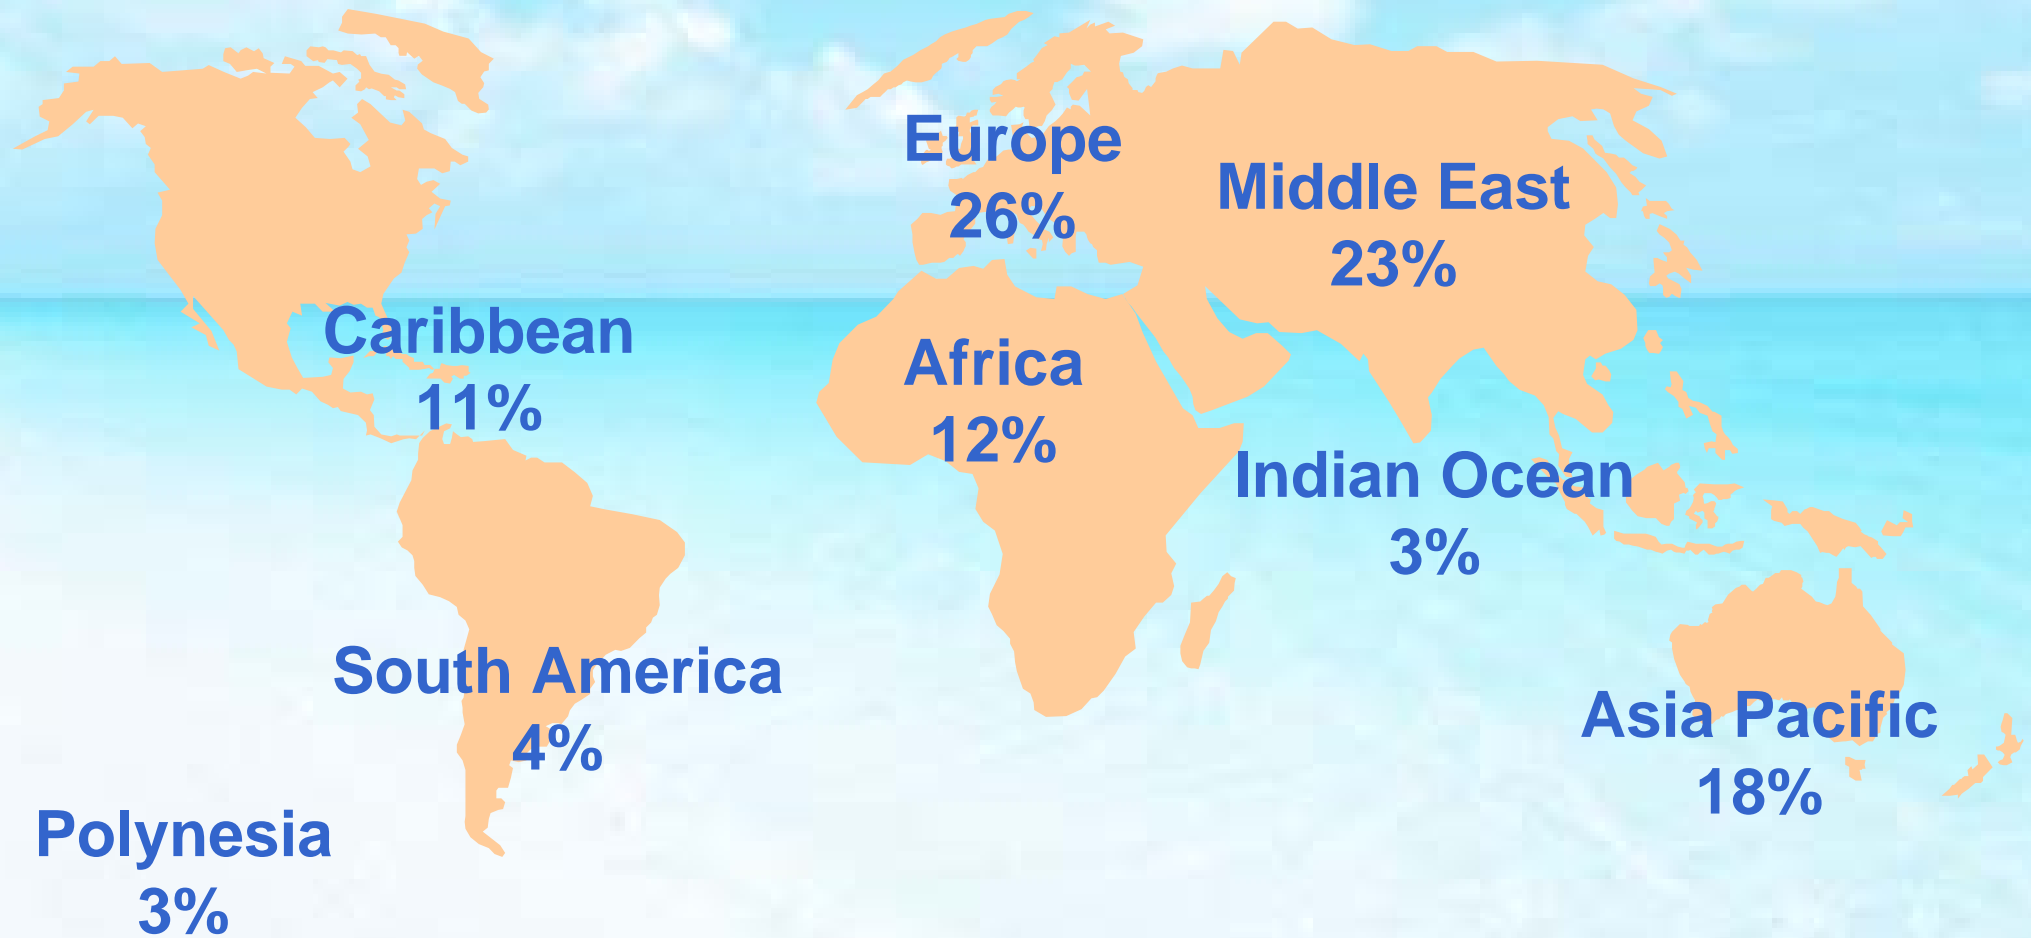 Europe
26%
Middle East
23%
Caribbean
11%
Africa
12%
Indian Ocean
3%
South America
4%
Asia Pacific
18%
Polynesia
3%